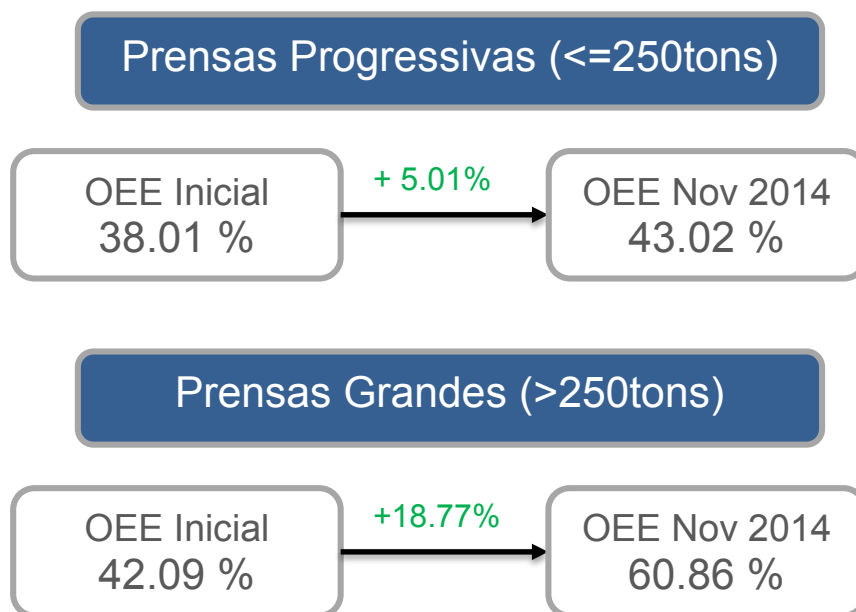 Prensas Progressivas (<=250tons)
OEE Inicial
38.01 %
+ 5.01%
OEE Nov 2014
43.02 %
Prensas Grandes (>250tons)
OEE Inicial
42.09 %
+18.77%
OEE Nov 2014
60.86 %